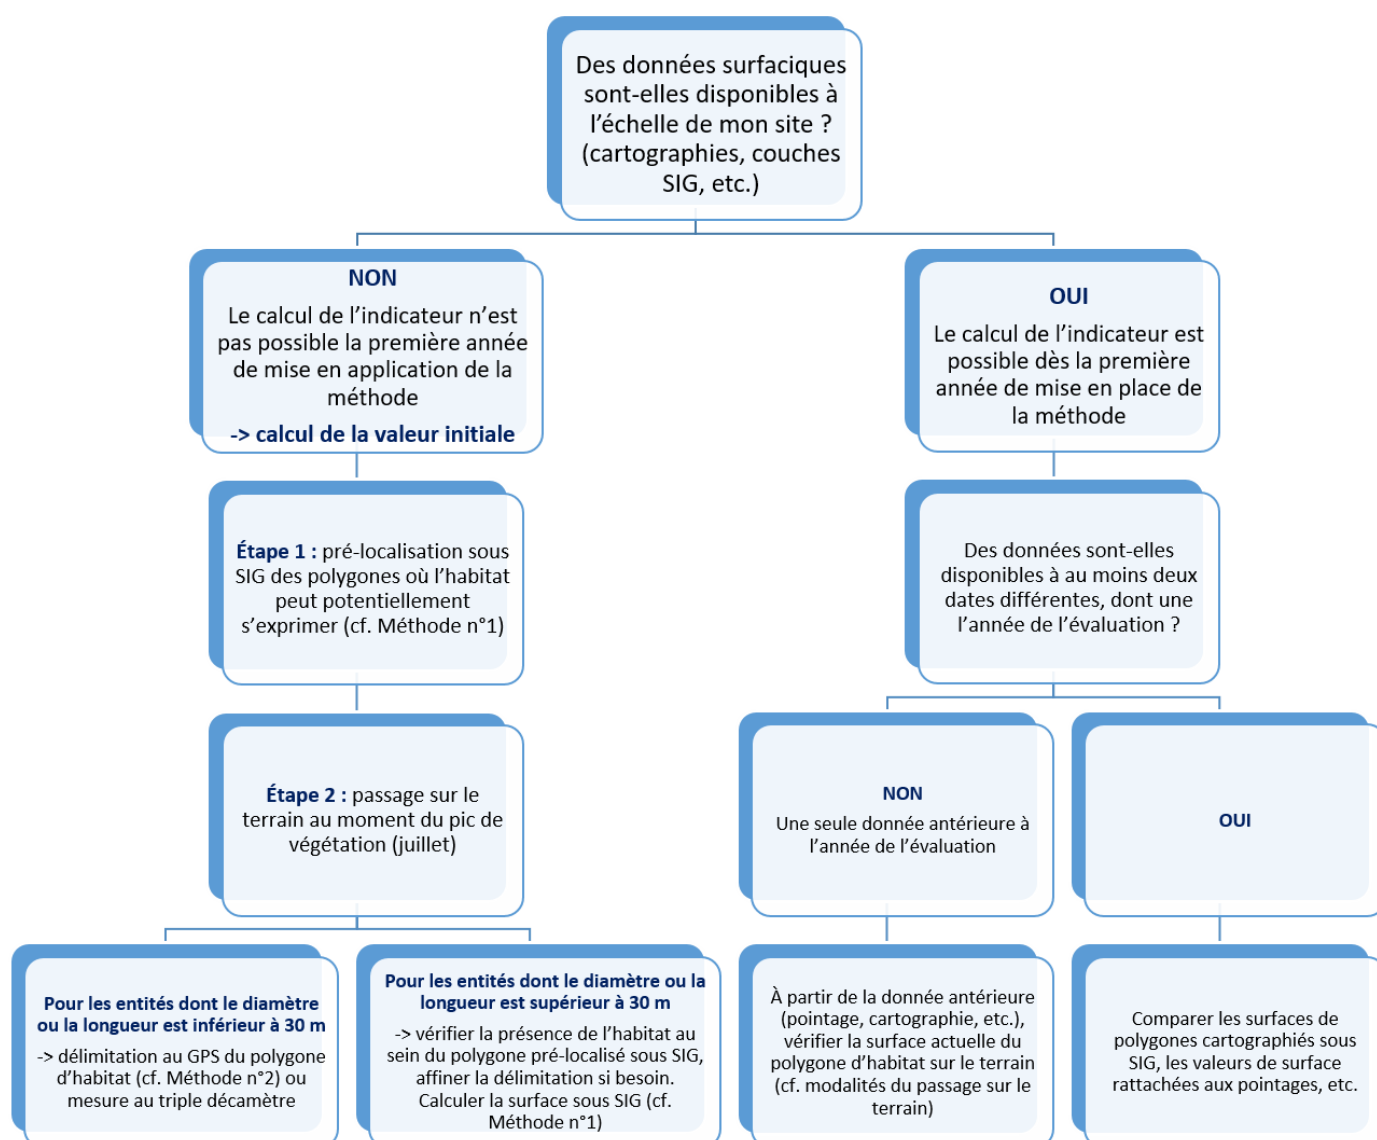 Des données surfaciques
sont-elles disponibles à
l’échelle de mon site ?
(cartographies, couches
SIG, etc.)
NON
Le calcul de l’indicateur n’est
pas possible la première année
de mise en application de la
méthode
-> calcul de la valeur initiale
OUI
Le calcul de l’indicateur est
possible dès la première
année de mise en place de
la méthode
Étape 1 : pré-localisation sous
SIG des polygones où l’habitat
peut potentiellement
s’exprimer (cf. Méthode n°1)
Des données sont-elles
disponibles à au moins deux
dates différentes, dont une
l’année de l’évaluation ?
Étape 2 : passage sur le
terrain au moment du pic de
végétation (juillet)
NON
Une seule donnée antérieure à
l’année de l’évaluation
OUI
Pour les entités dont le diamètre
ou la longueur est inférieur à 30 m
-> délimitation au GPS du polygone
d’habitat (cf. Méthode n°2) ou
mesure au triple décamètre
Pour les entités dont le diamètre ou la
longueur est supérieur à 30 m
-> vérifier la présence de l’habitat au
sein du polygone pré-localisé sous SIG,
affiner la délimitation si besoin.
Calculer la surface sous SIG (cf.
Méthode n°1)
À partir de la donnée antérieure
(pointage, cartographie, etc.),
vérifier la surface actuelle du
polygone d’habitat sur le terrain
(cf. modalités du passage sur le
terrain)
Comparer les surfaces de
polygones cartographiés sous
SIG, les valeurs de surface
rattachées aux pointages, etc.